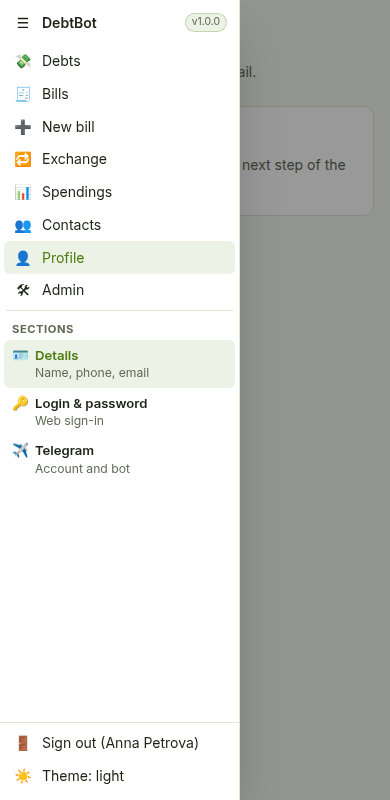 DebtBot
v1.0.0
Debts
Bills
New bill
Exchange
Spendings
Contacts
Profile
Admin
SECTIONS
Details
Name, phone, email
Login & password
Web sign-in
Telegram
Account and bot
Sign out (Anna Petrova)
Theme: light
next step of the